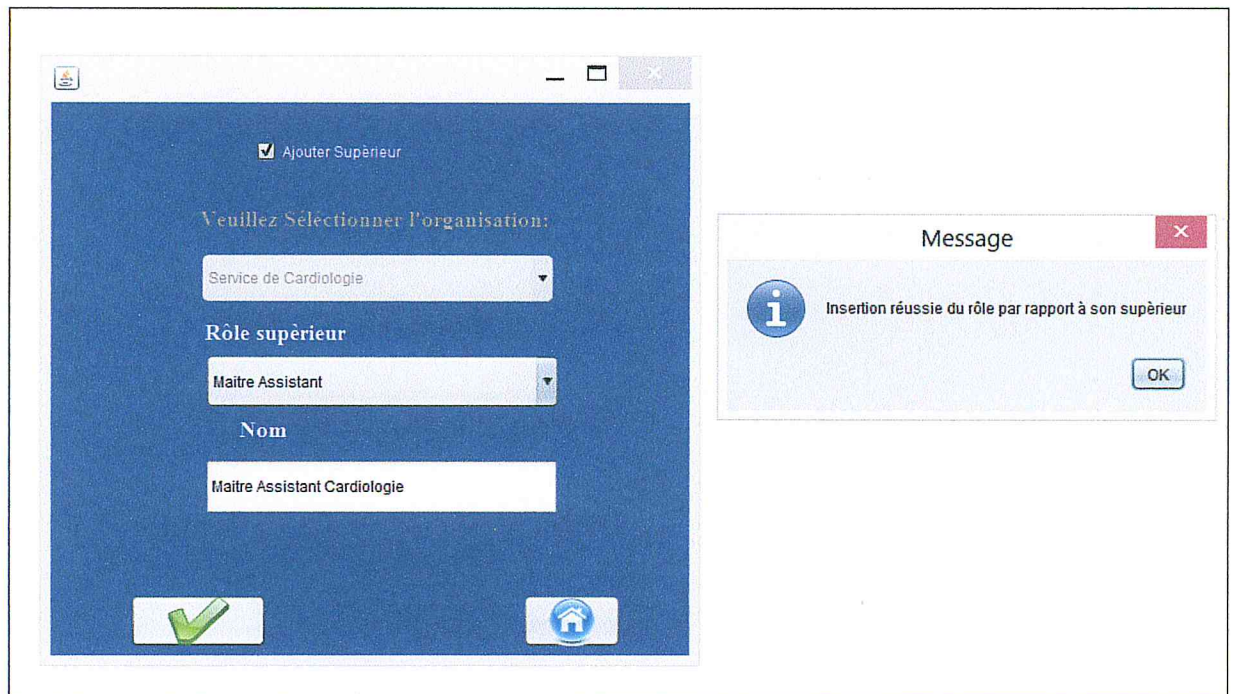 Ajouter Supèrieur
Veuillez Séléctionner l'organisation:
Service de Cardiologie
Rôle supèrieur
Maitre Assistant
Nom
Maitre Assistant Cardiologie
Message
Insertion réussie du rôle par rapport à son supèrieur
OK